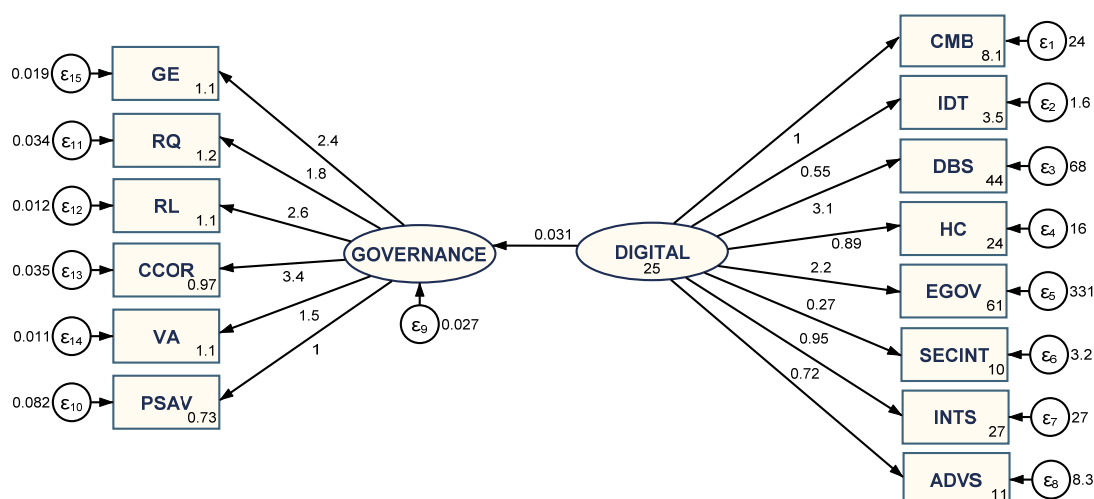 CMB
8.1
ε1
24
0.019
ε15
GE
1.1
2.4
1
IDT
3.5
ε2
1.6
0.034
ε11
RQ
1.2
1.8
0.55
DBS
44
ε3
68
0.012
ε12
RL
1.1
2.6
3.1
HC
24
ε4
16
0.031
0.89
GOVERNANCE
DIGITAL
25
0.035
ε13
CCOR
0.97
3.4
2.2
EGOV
61
ε5
331
0.011
ε14
VA
1.1
1.5
ε9
0.027
0.27
SECINT
10
ε6
3.2
1
0.95
0.082
ε10
PSAV
0.73
0.72
INTS
27
ε7
27
ADVS
11
ε8
8.3